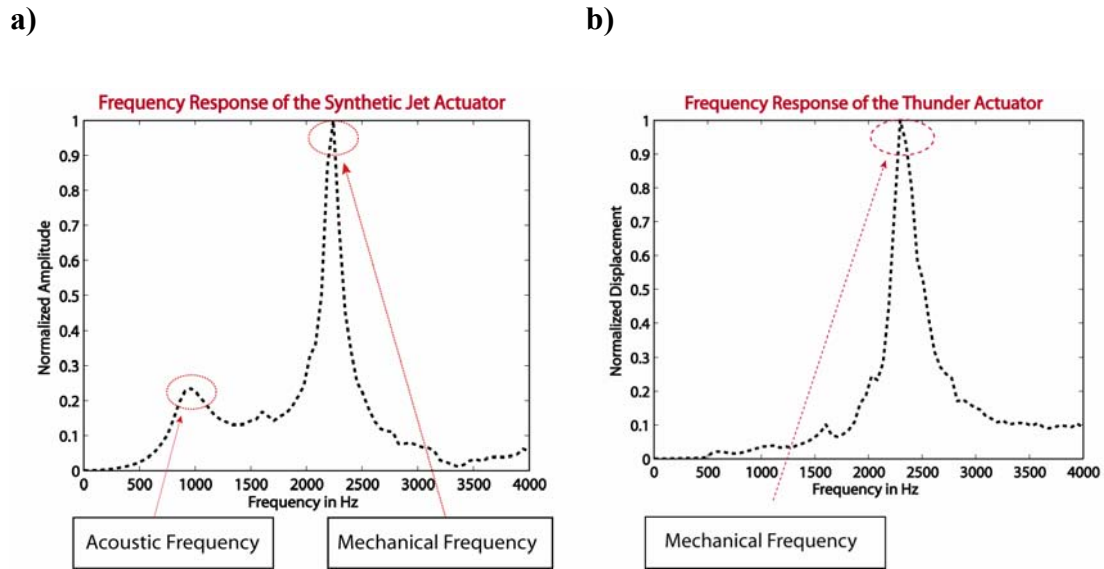 a)
b)
Frequency Response of the Synthetic Jet Actuator
1
0.9
0.8
0.7
0.6
0.5
0.4
0.3
0.2
0.1
0
Normalized Amplitude
0 500 1000 1500 2000 2500 3000 3500 4000
Frequency in Hz
Acoustic Frequency
Mechanical Frequency
Frequency Response of the Thunder Actuator
1
0.9
0.8
0.7
0.6
0.5
0.4
0.3
0.2
0.1
0
Normalized Displacement
0 500 1000 1500 2000 2500 3000 3500 4000
Frequency in Hz
Mechanical Frequency